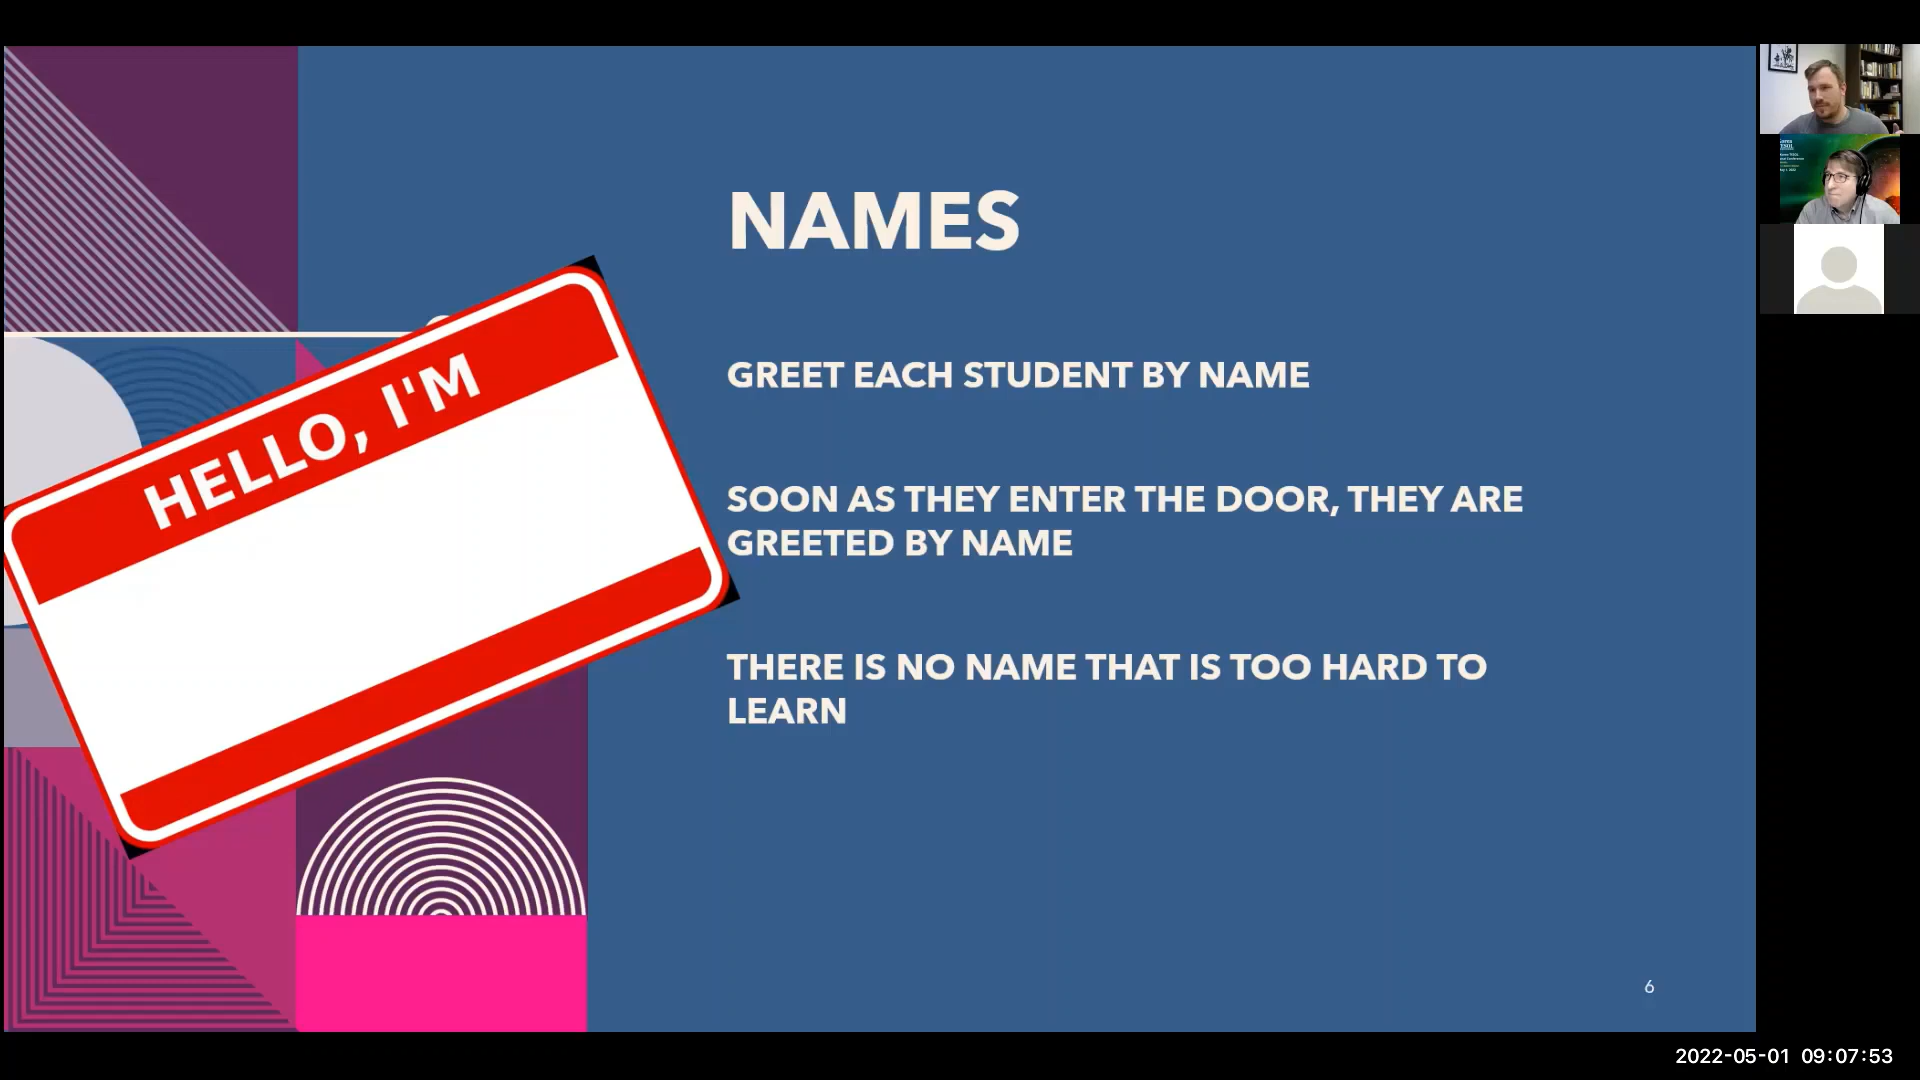 NAMES
HELLO, I'M
GREET EACH STUDENT BY NAME
SOON AS THEY ENTER THE DOOR, THEY ARE
GREETED BY NAME
THERE IS NO NAME THAT IS TOO HARD TO
LEARN
6
2022-05-01 09:07:53